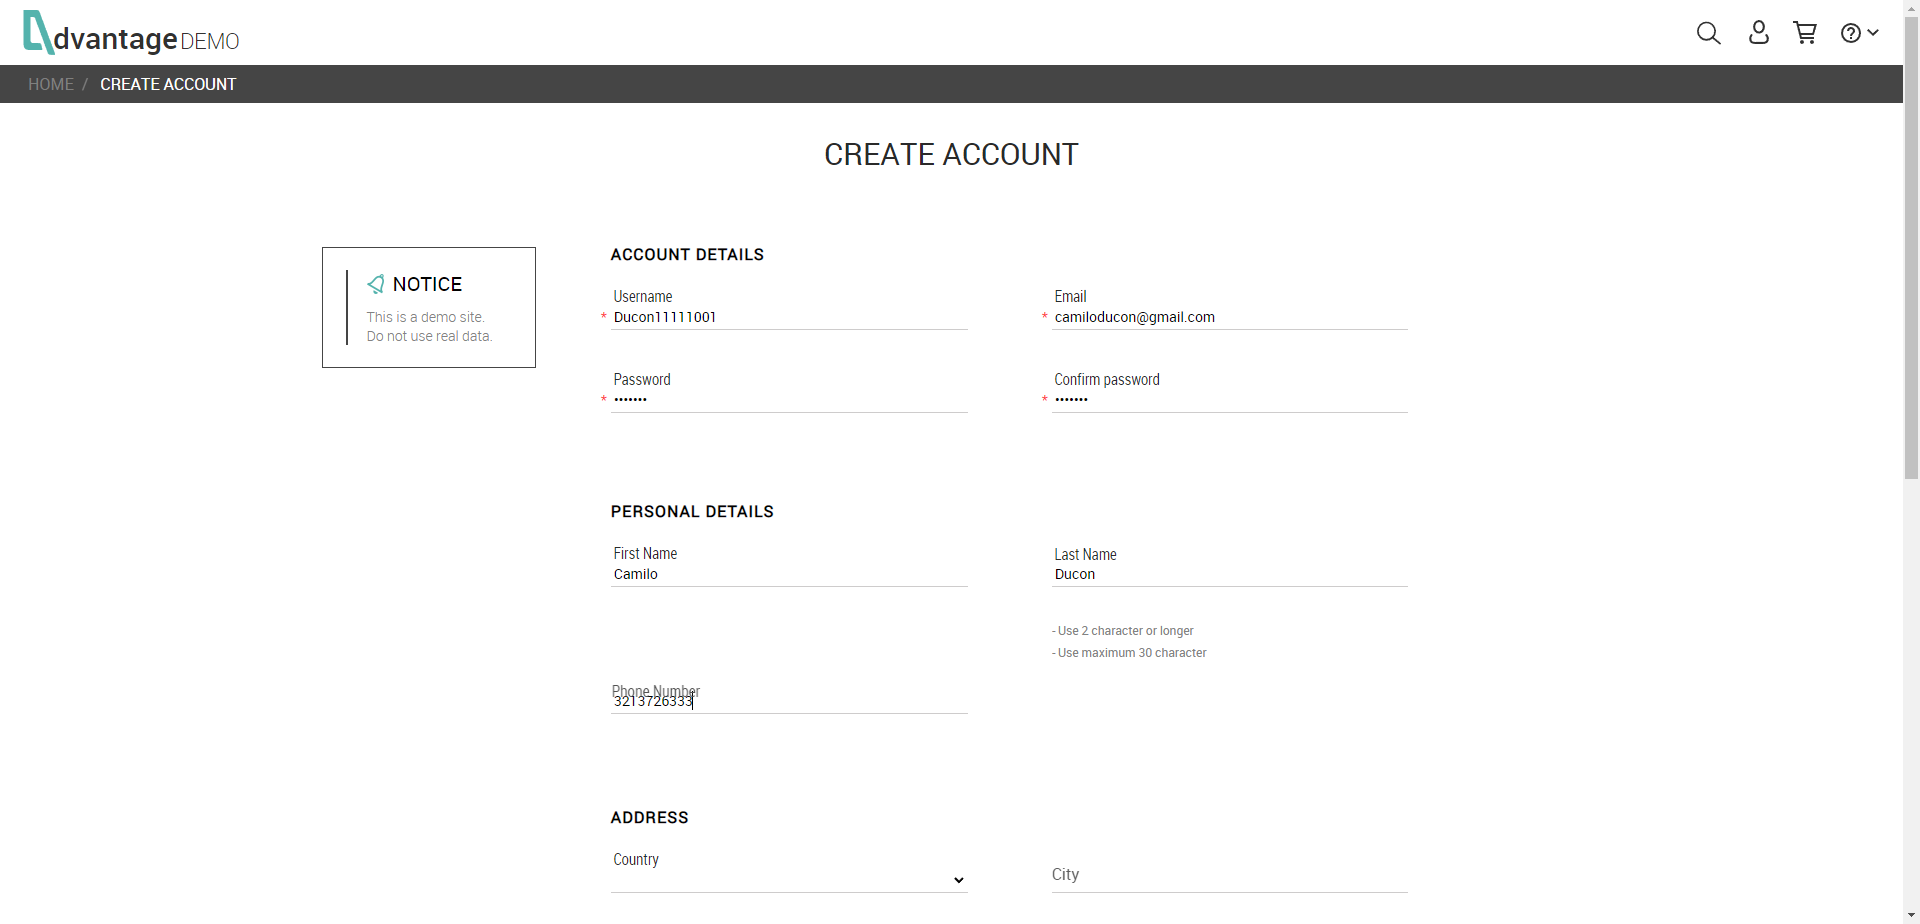 dvantage DEMO
HOME / CREATE ACCOUNT
CREATE ACCOUNT
NOTICE
This is a demo site.
Do not use real data.
ACCOUNT DETAILS
Username
* Ducon11111001
Email
* camiloducon@gmail.com
Password
* •••••••
Confirm password
* •••••••
PERSONAL DETAILS
First Name
Camilo
Last Name
Ducon
- Use 2 character or longer
- Use maximum 30 character
Phone Number
3213726333
ADDRESS
Country
City